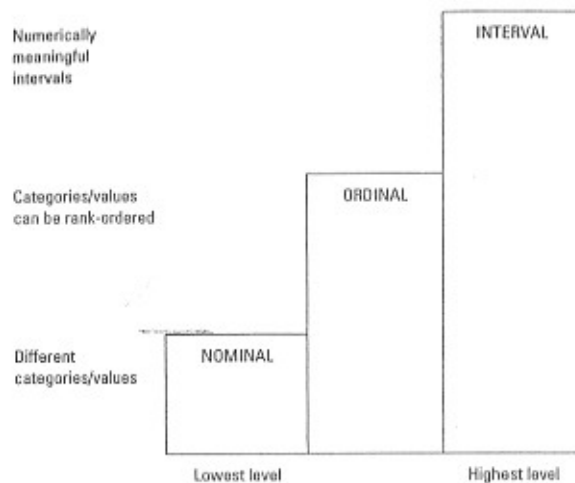 Numerically
meaningful
intervals
INTERVAL
Categories/values
can be rank-ordered
ORDINAL
Different
categories/values
NOMINAL
Lowest level
Highest level